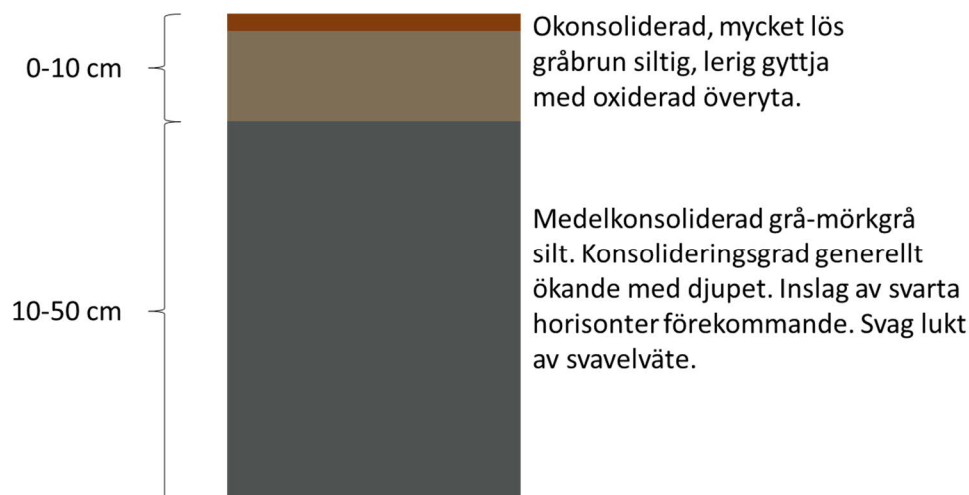 0-10 cm
Okonsoliderad, mycket lös
gråbrun siltig, lerig gyttja
med oxiderad överyta.
10-50 cm
Medelkonsoliderad grå-mörkgrå
silt. Konsolideringsgrad generellt
ökande med djupet. Inslag av svarta
horisonter förekommande. Svag lukt
av svavelväte.